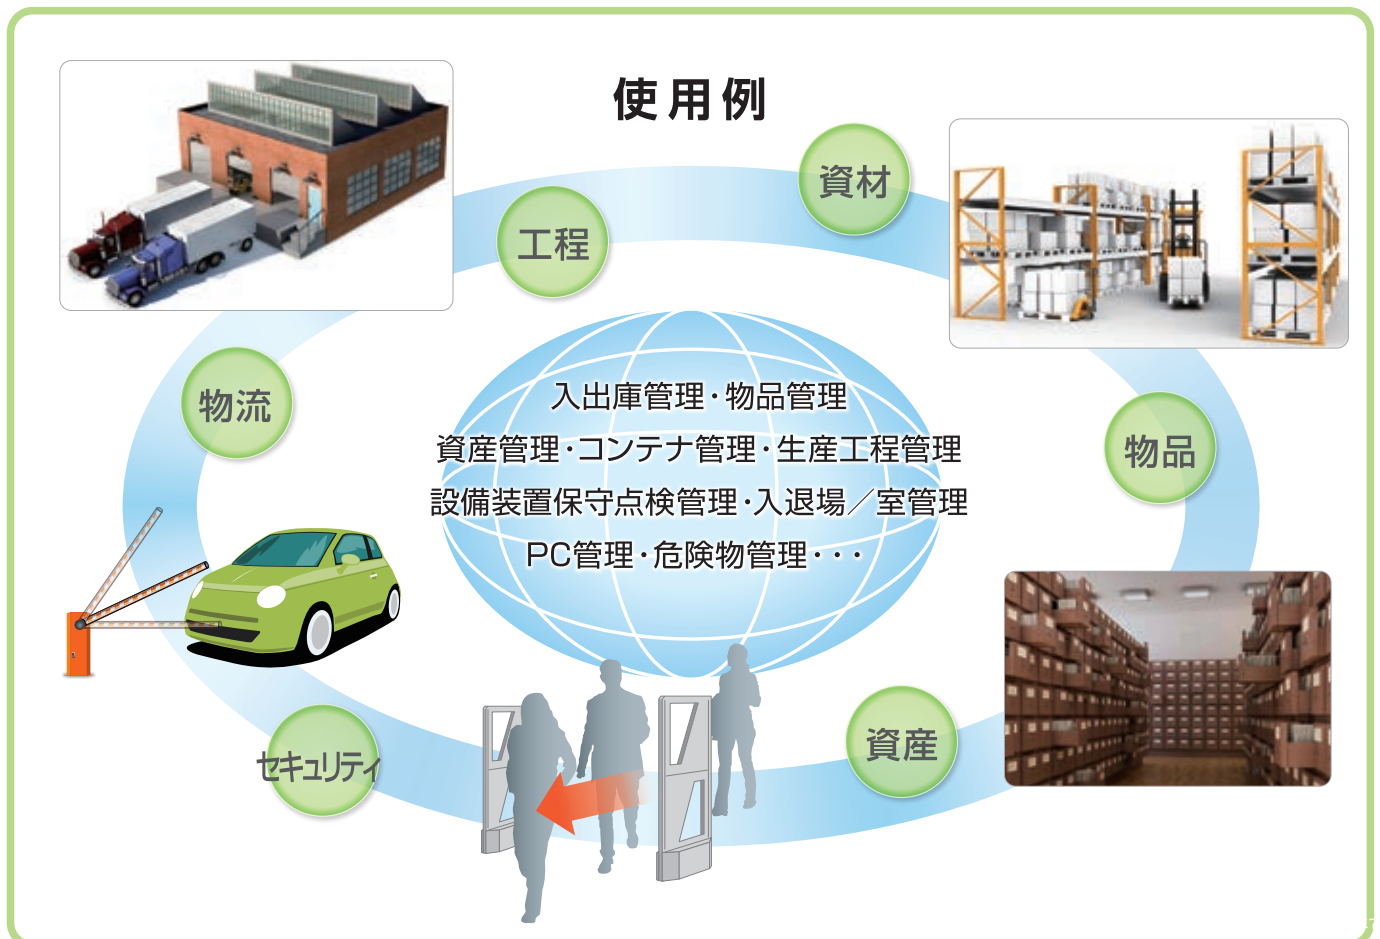 使用例
資材
工程
物流
物品
入出庫管理・物品管理
資産管理・コンテナ管理・生産工程管理
設備装置保守点検管理・入退場／室管理
PC管理・危険物管理・・・
セキュリティ
資産